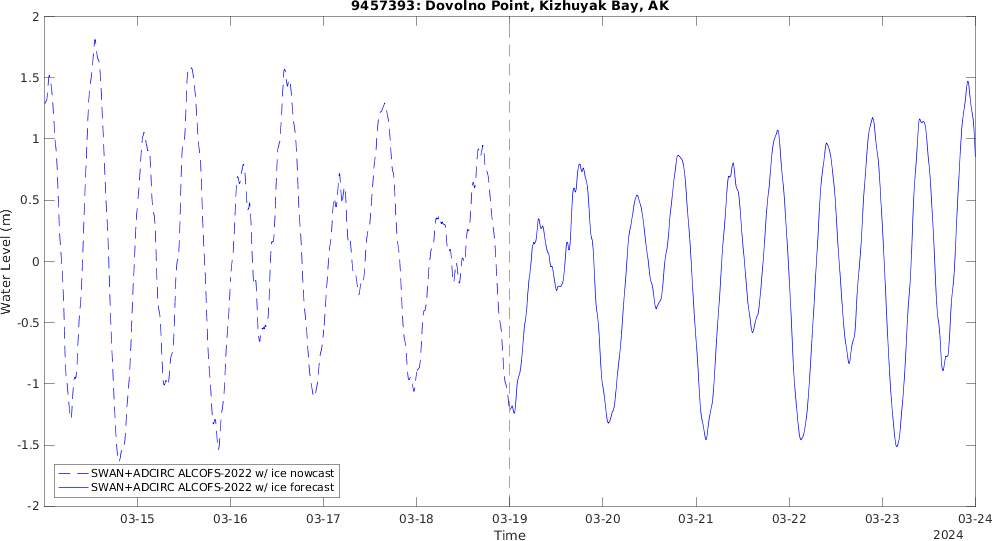 9457393: Dovolno Point, Kizhuyak Bay, AK
2
1.5
1
0.5
0
-0.5
-1
-1.5
-2
Water Level (m)
SWAN+ADCIRC ALCOFS-2022 w/ ice nowcast
SWAN+ADCIRC ALCOFS-2022 w/ ice forecast
03-15 03-16 03-17 03-18 03-19 03-20 03-21 03-22 03-23 03-24
Time
2024